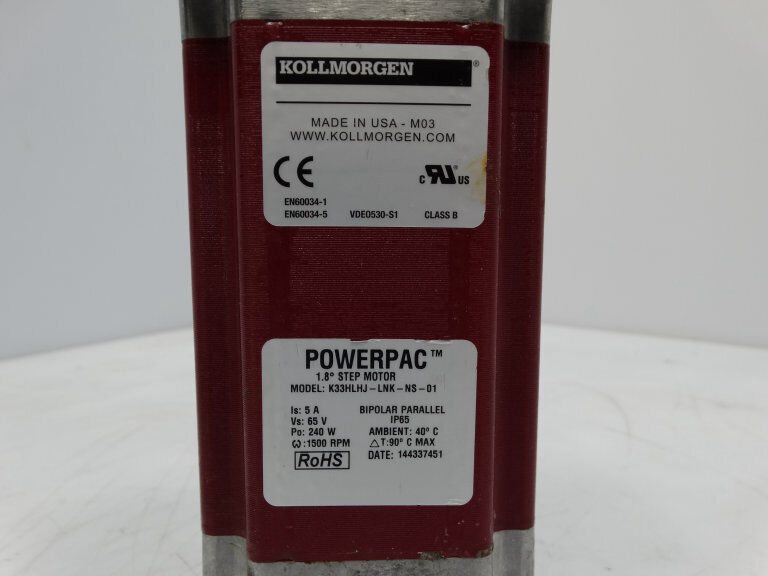 KOLLMORGEN ®
MADE IN USA - M03
WWW.KOLLMORGEN.COM
CE c RU ® US
EN60034-1
EN60034-5 VDE0530-S1 CLASS B
POWERPAC™
1.8° STEP MOTOR
MODEL: K33HLHJ-LNK-NS-01
Is: 5 A BIPOLAR PARALLEL
Vs: 65 V IP65
Po: 240 W AMBIENT: 40° C
ω: 1500 RPM △T:90° C MAX
RoHS DATE: 144337451